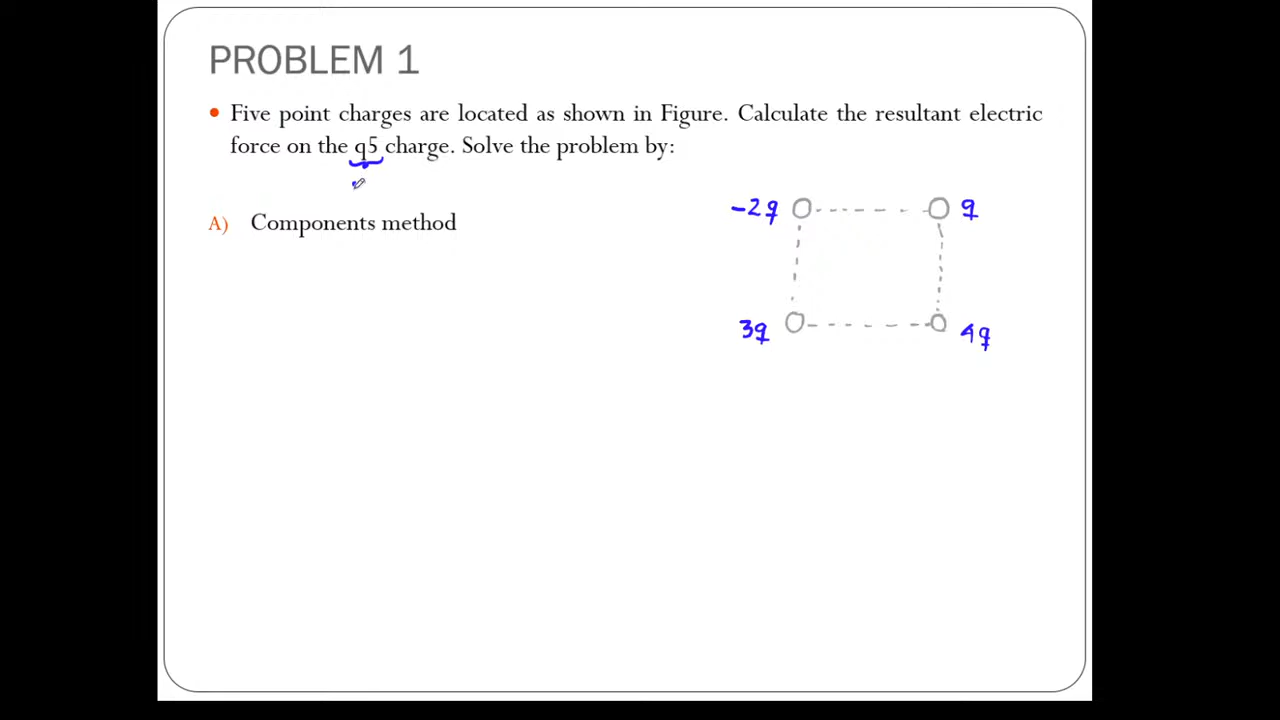 PROBLEM 1
Five point charges are located as shown in Figure. Calculate the resultant electric
force on the q5 charge. Solve the problem by:
A) Components method
-2q
q
3q
4q